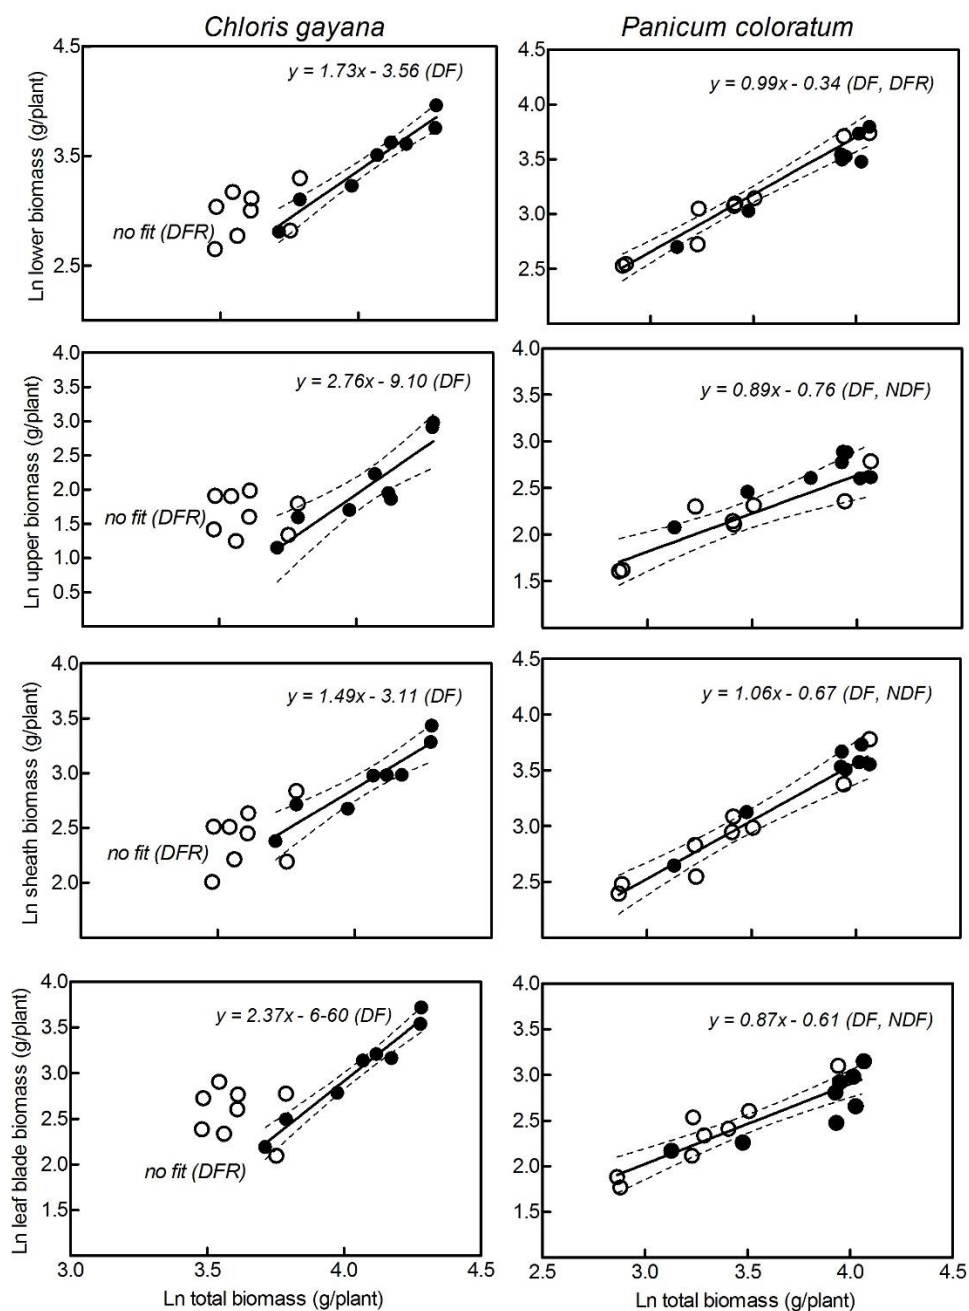 Chloris gayana
Panicum coloratum
4.5
3.5
2.5
Ln lower biomass (g/plant)
y = 1.73x - 3.56 (DF)
no fit (DFR)
4.5
4.0
3.5
3.0
2.5
y = 0.99x - 0.34 (DF, DFR)
4.0
3.5
3.0
2.5
2.0
1.5
1.0
0.5
Ln upper biomass (g/plant)
y = 2.76x - 9.10 (DF)
no fit (DFR)
4.0
3.5
3.0
2.5
2.0
1.5
y = 0.89x - 0.76 (DF, NDF)
4.0
3.5
3.0
2.5
2.0
Ln sheath biomass (g/plant)
y = 1.49x - 3.11 (DF)
no fit (DFR)
4.5
4.0
3.5
3.0
2.5
y = 1.06x - 0.67 (DF, NDF)
4.0
3.5
3.0
2.5
2.0
1.5
Ln leaf blade biomass (g/plant)
y = 2.37x - 6-60 (DF)
no fit (DFR)
3.0 3.5 4.0 4.5
Ln total biomass (g/plant)
4.0
3.5
3.0
2.5
2.0
1.5
y = 0.87x - 0.61 (DF, NDF)
2.5 3.0 3.5 4.0 4.5
Ln total biomass (g/plant)